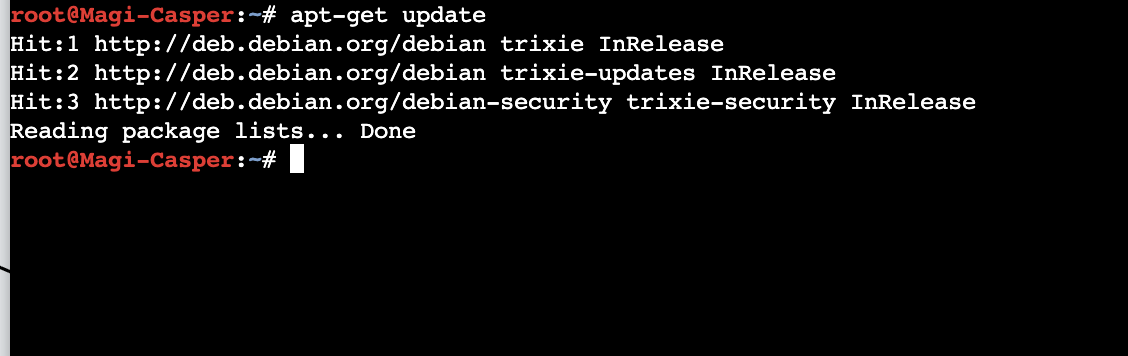 root@Magi-Casper:~# apt-get update
Hit:1 http://deb.debian.org/debian trixie InRelease
Hit:2 http://deb.debian.org/debian trixie-updates InRelease
Hit:3 http://deb.debian.org/debian-security trixie-security InRelease
Reading package lists... Done
root@Magi-Casper:~#